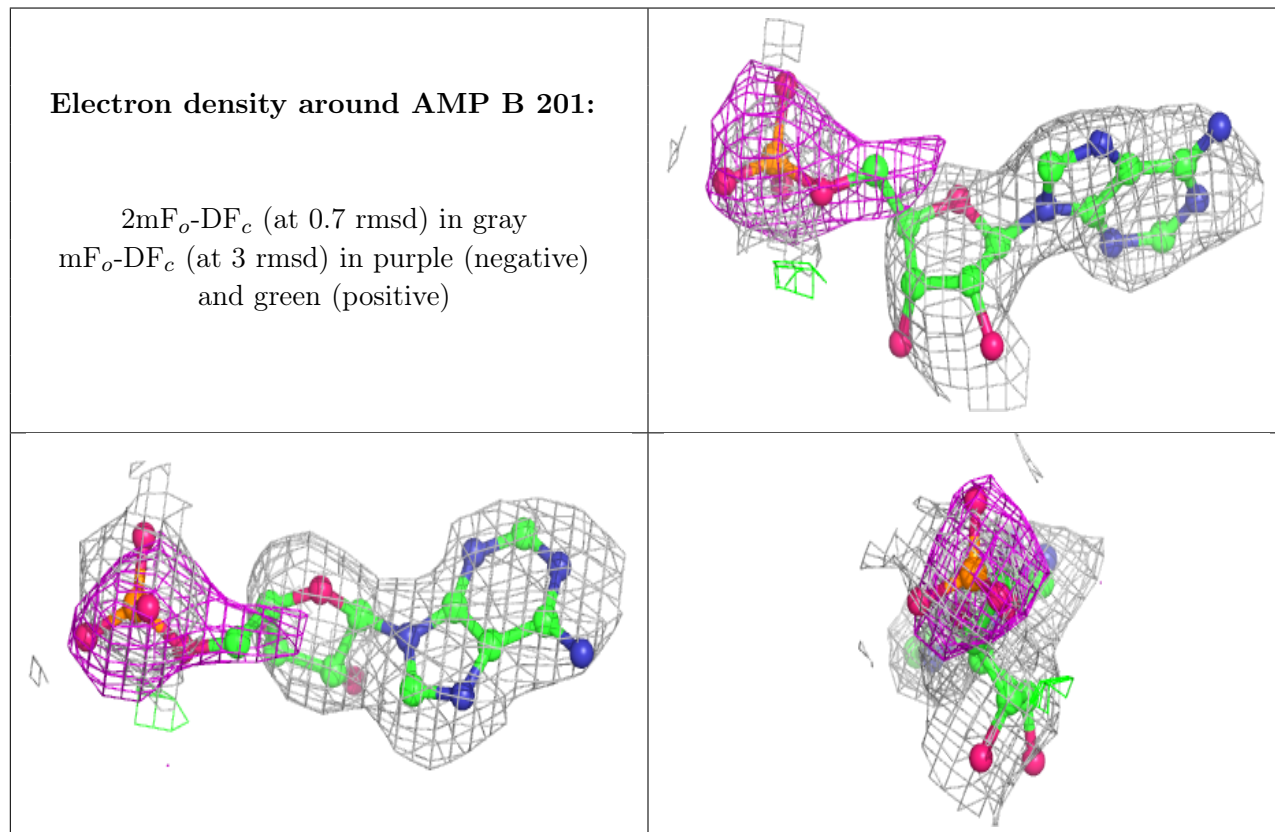 Electron density around AMP B 201:
2mFo-DFc (at 0.7 rmsd) in gray
mFo-DFc (at 3 rmsd) in purple (negative)
and green (positive)